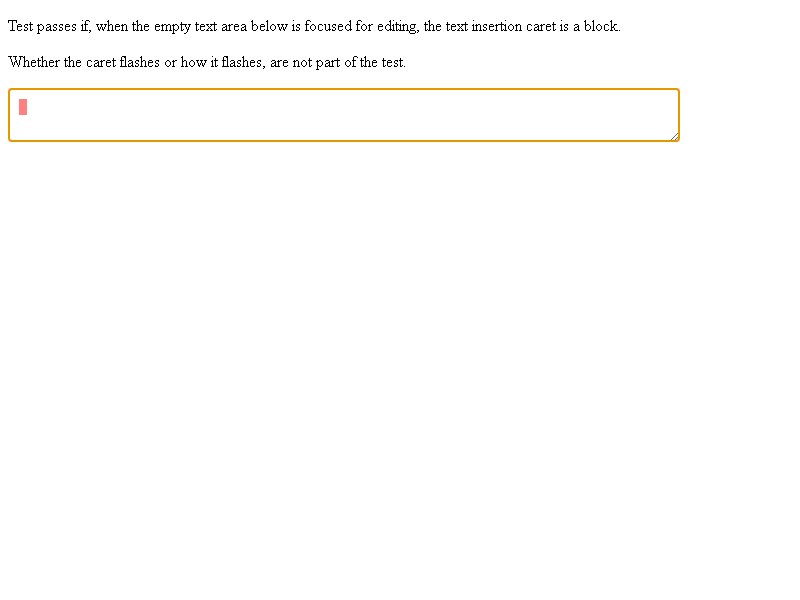 Test passes if, when the empty text area below is focused for editing, the text insertion caret is a block.
Whether the caret flashes or how it flashes, are not part of the test.